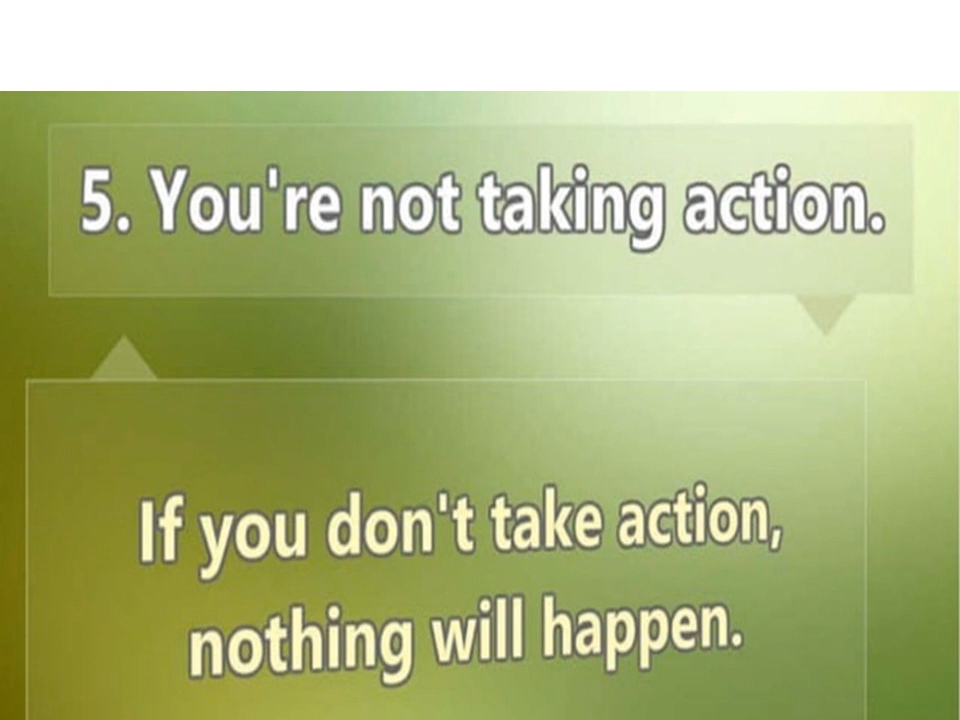 5. You're not taking action.
If you don't take action,
nothing will happen.